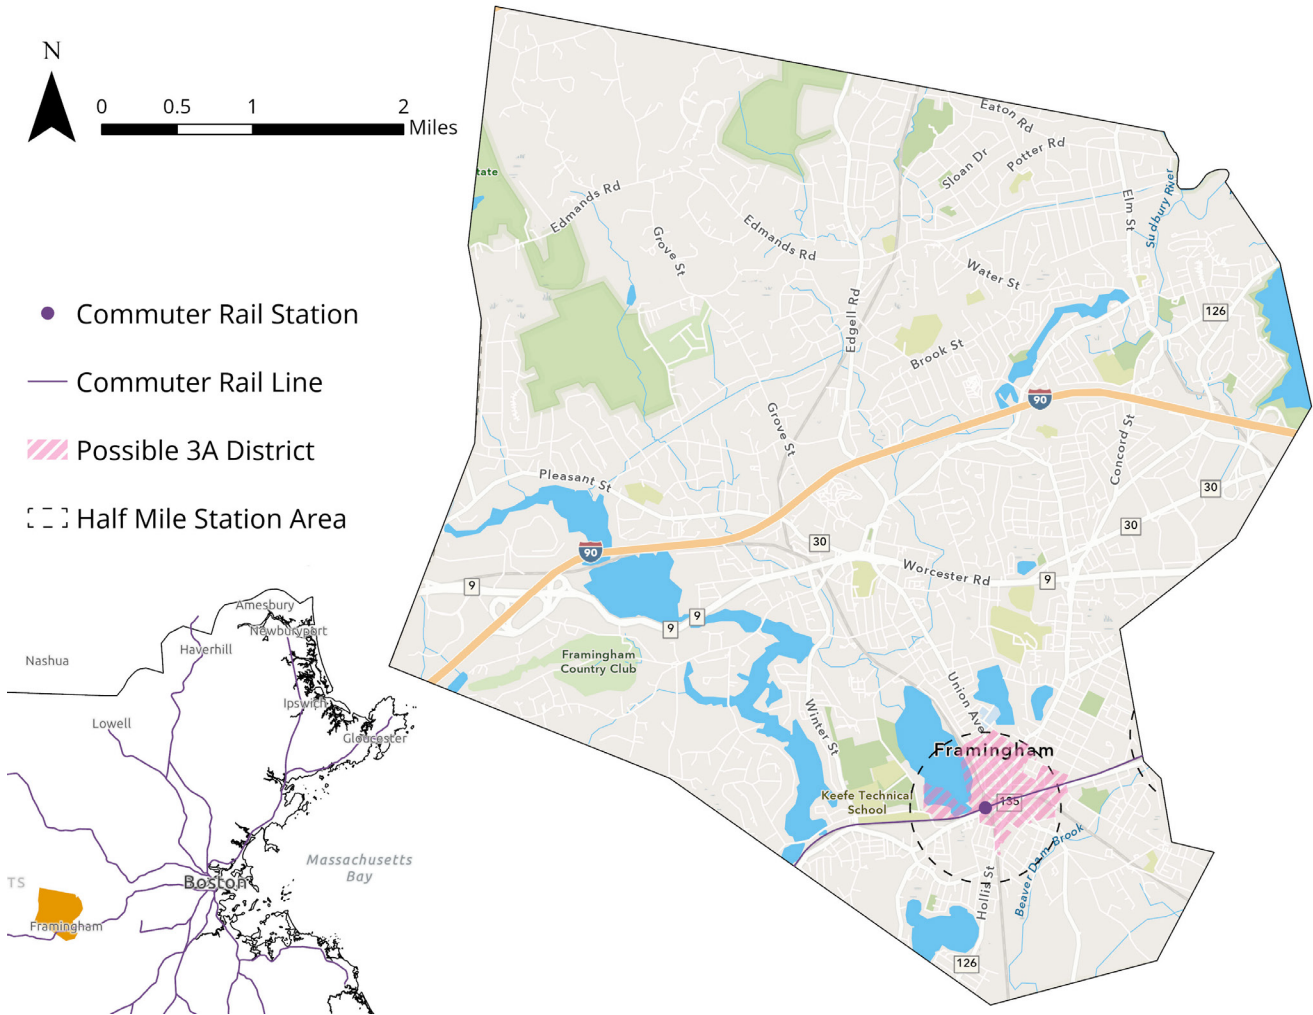 N
0 0.5 1 2
Miles
Commuter Rail Station
Commuter Rail Line
Possible 3A District
Half Mile Station Area
Amesbury
Newburyport
Nashua
Haverhill
Ipswich
Lowell
Gloucester
Massachusetts
Bay
Boston
TS
Framingham
Eaton Rd
Potter Rd
Sloan Dr
tate
Edmands Rd
Elm St
Sudbury River
Grove St
Edmands Rd
Water St
126
Edgell Rd
Brook St
90
Grove St
Concord St
Pleasant St
30
30
30
90
9
Worcester Rd
9
9
9
Framingham
Country Club
Union Ave
Winter St
Framingham
Keefe Technical
School
135
Beaver Dam Brook
Hollis St
126